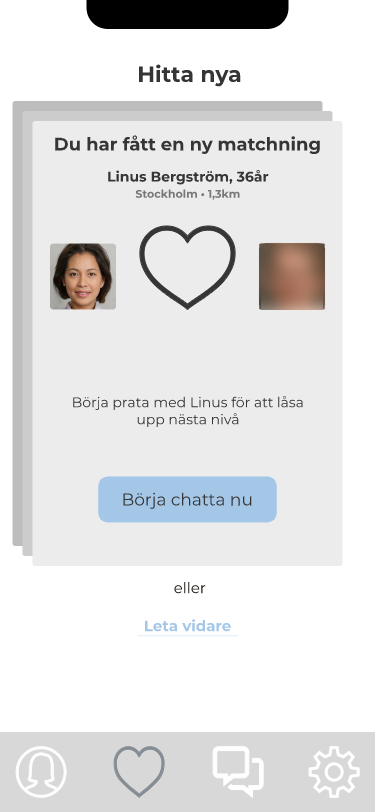 Hitta nya
Du har fått en ny matchning
Linus Bergström, 36år
Stockholm • 1,3km
Börja prata med Linus för att låsa
upp nästa nivå
Börja chatta nu
eller
Leta vidare